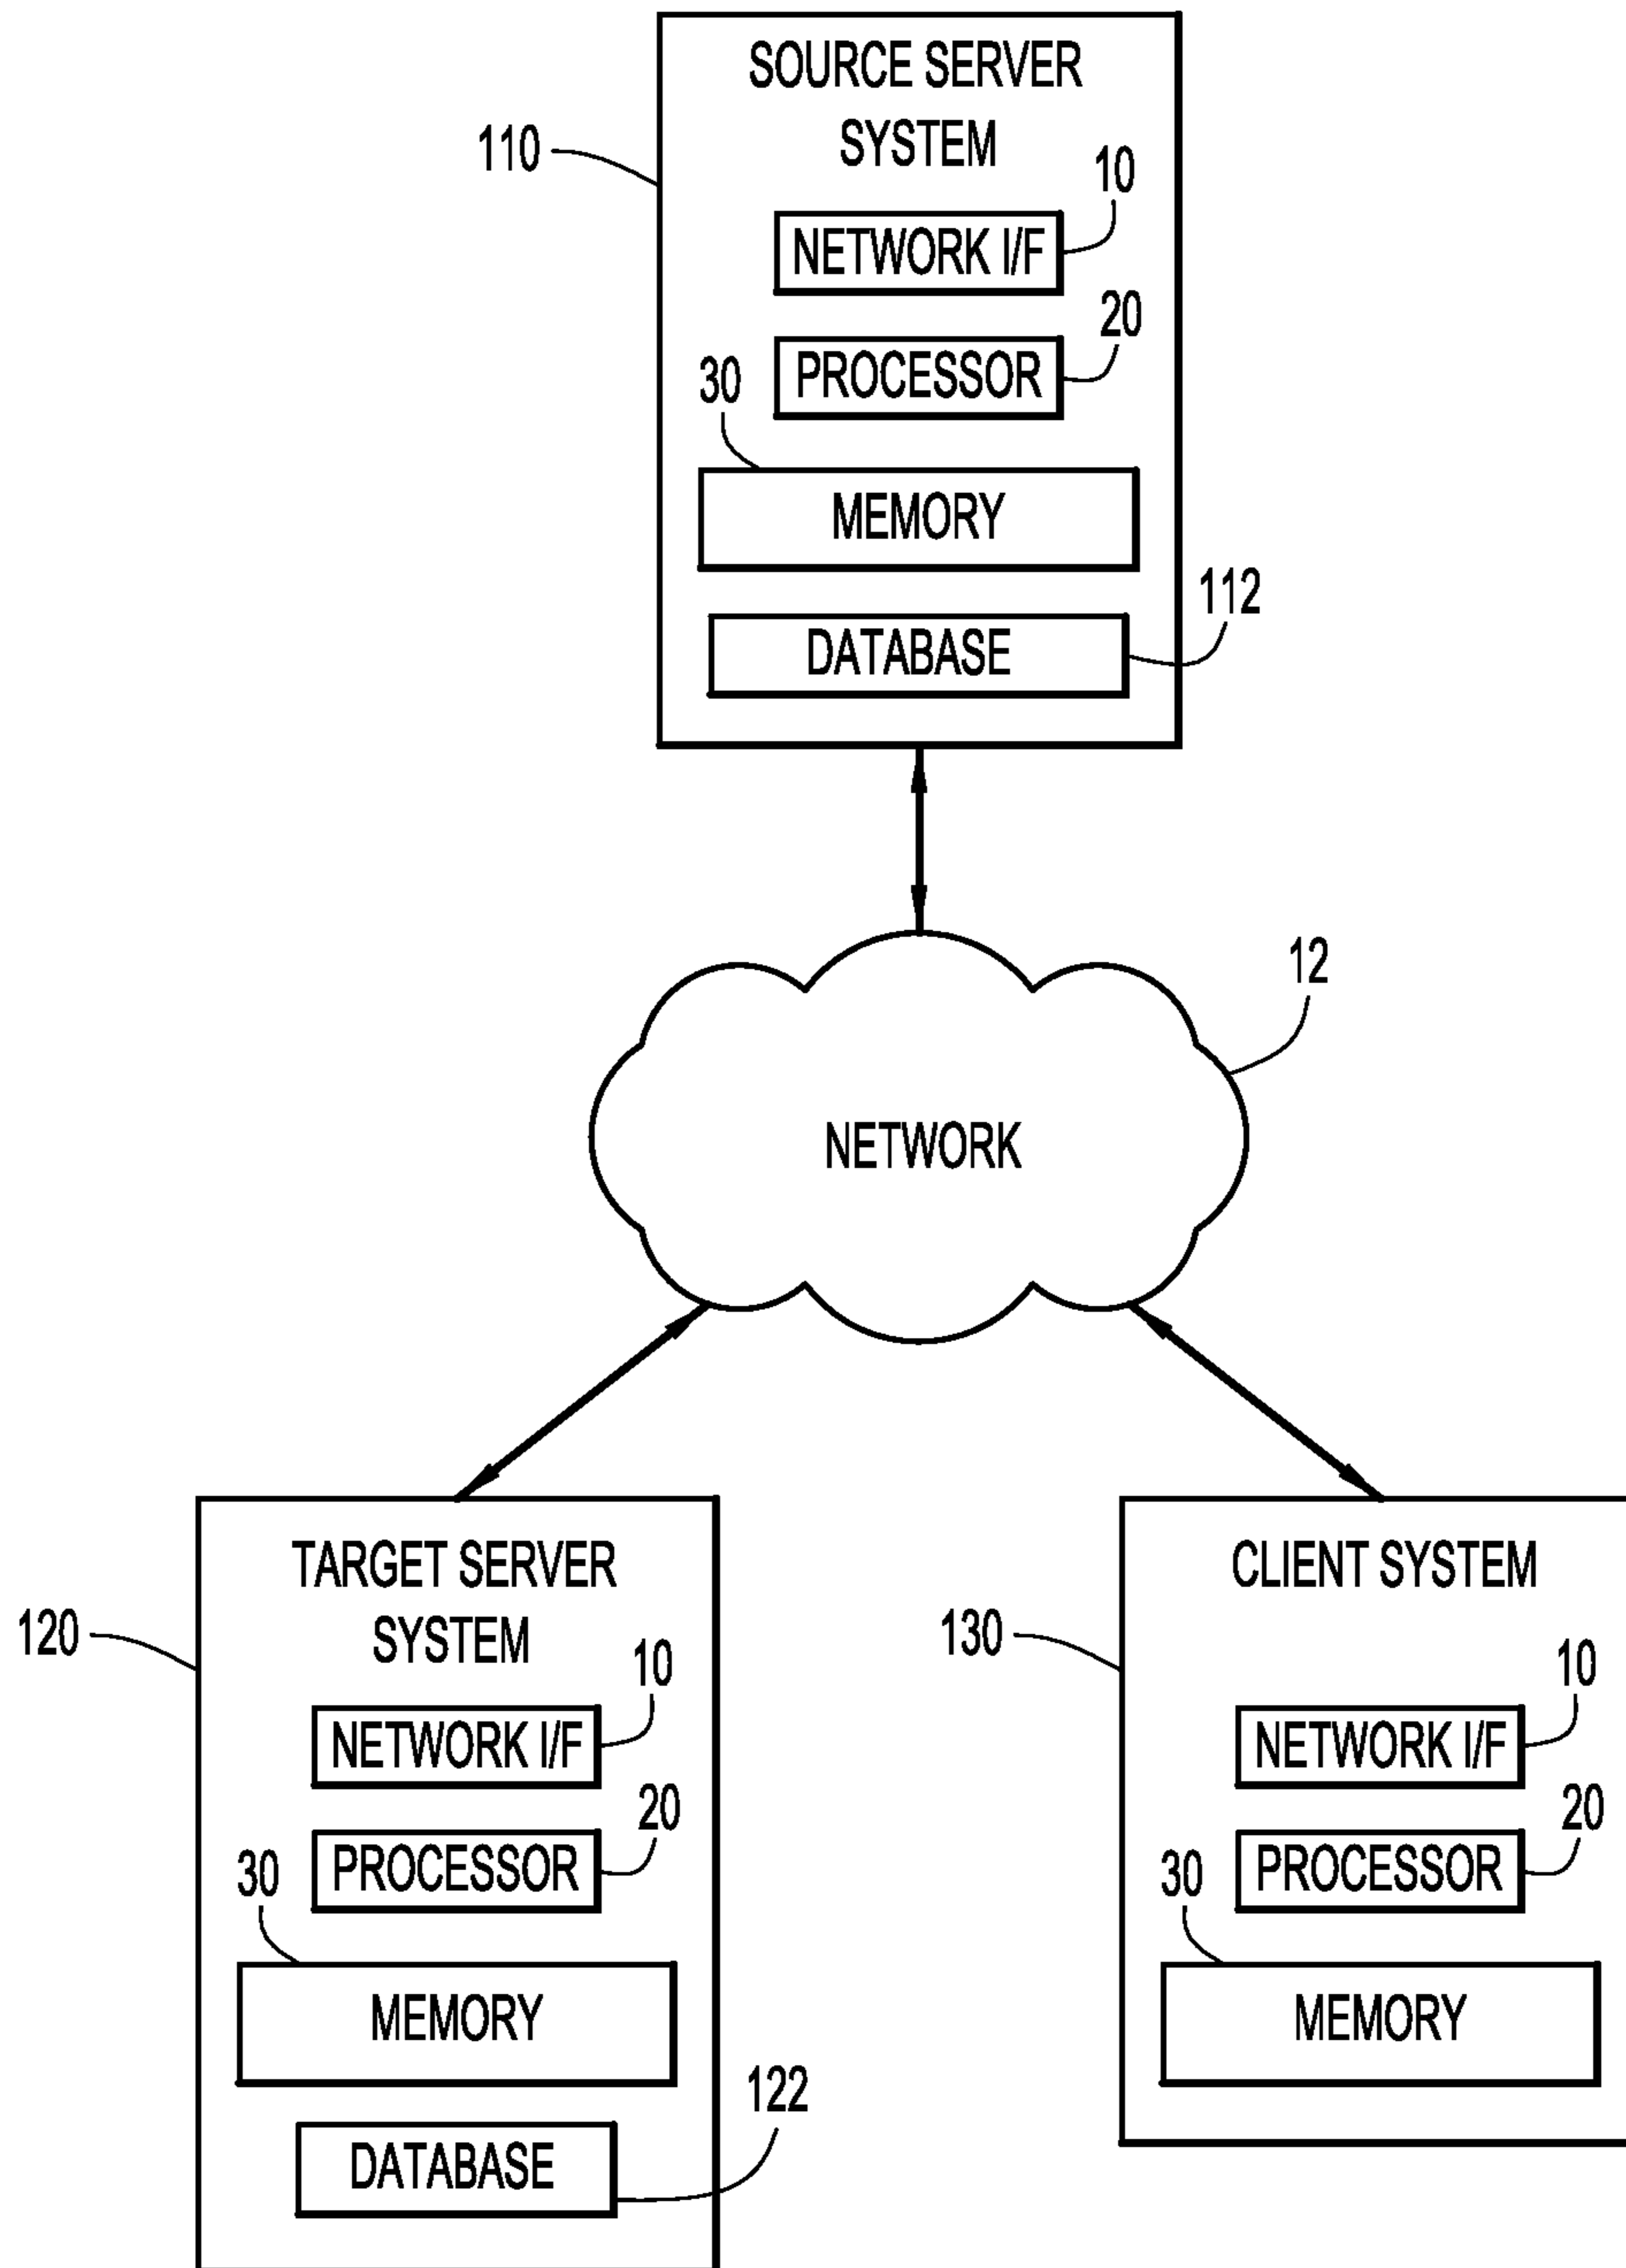 SOURCE SERVER
SYSTEM
110
10
NETWORK I/F
20
PROCESSOR
30
MEMORY
112
DATABASE
12
NETWORK
TARGET SERVER
SYSTEM
120
10
NETWORK I/F
20
PROCESSOR
30
MEMORY
122
DATABASE
CLIENT SYSTEM
130
10
NETWORK I/F
20
PROCESSOR
30
MEMORY